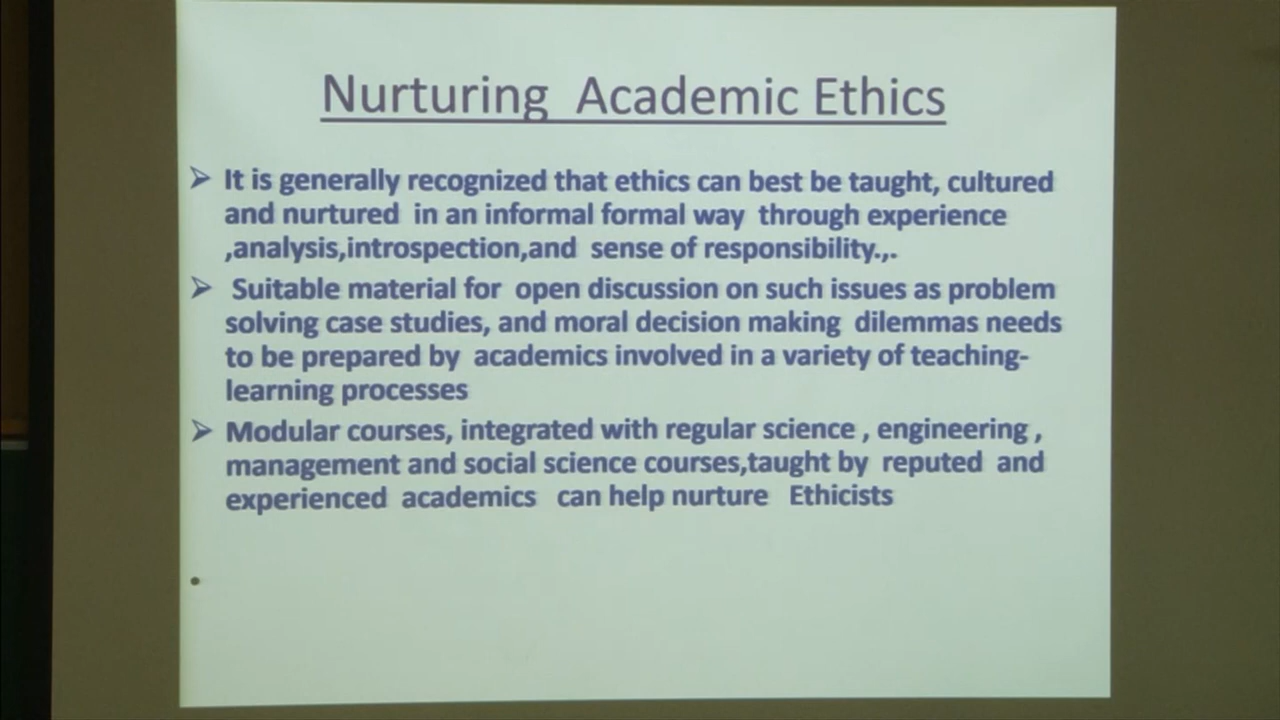 Nurturing Academic Ethics
➢ It is generally recognized that ethics can best be taught, cultured
and nurtured in an informal formal way through experience
,analysis,introspection,and sense of responsibility.,.
➢ Suitable material for open discussion on such issues as problem
solving case studies, and moral decision making dilemmas needs
to be prepared by academics involved in a variety of teaching-
learning processes
➢ Modular courses, integrated with regular science , engineering ,
management and social science courses,taught by reputed and
experienced academics can help nurture Ethicists
•